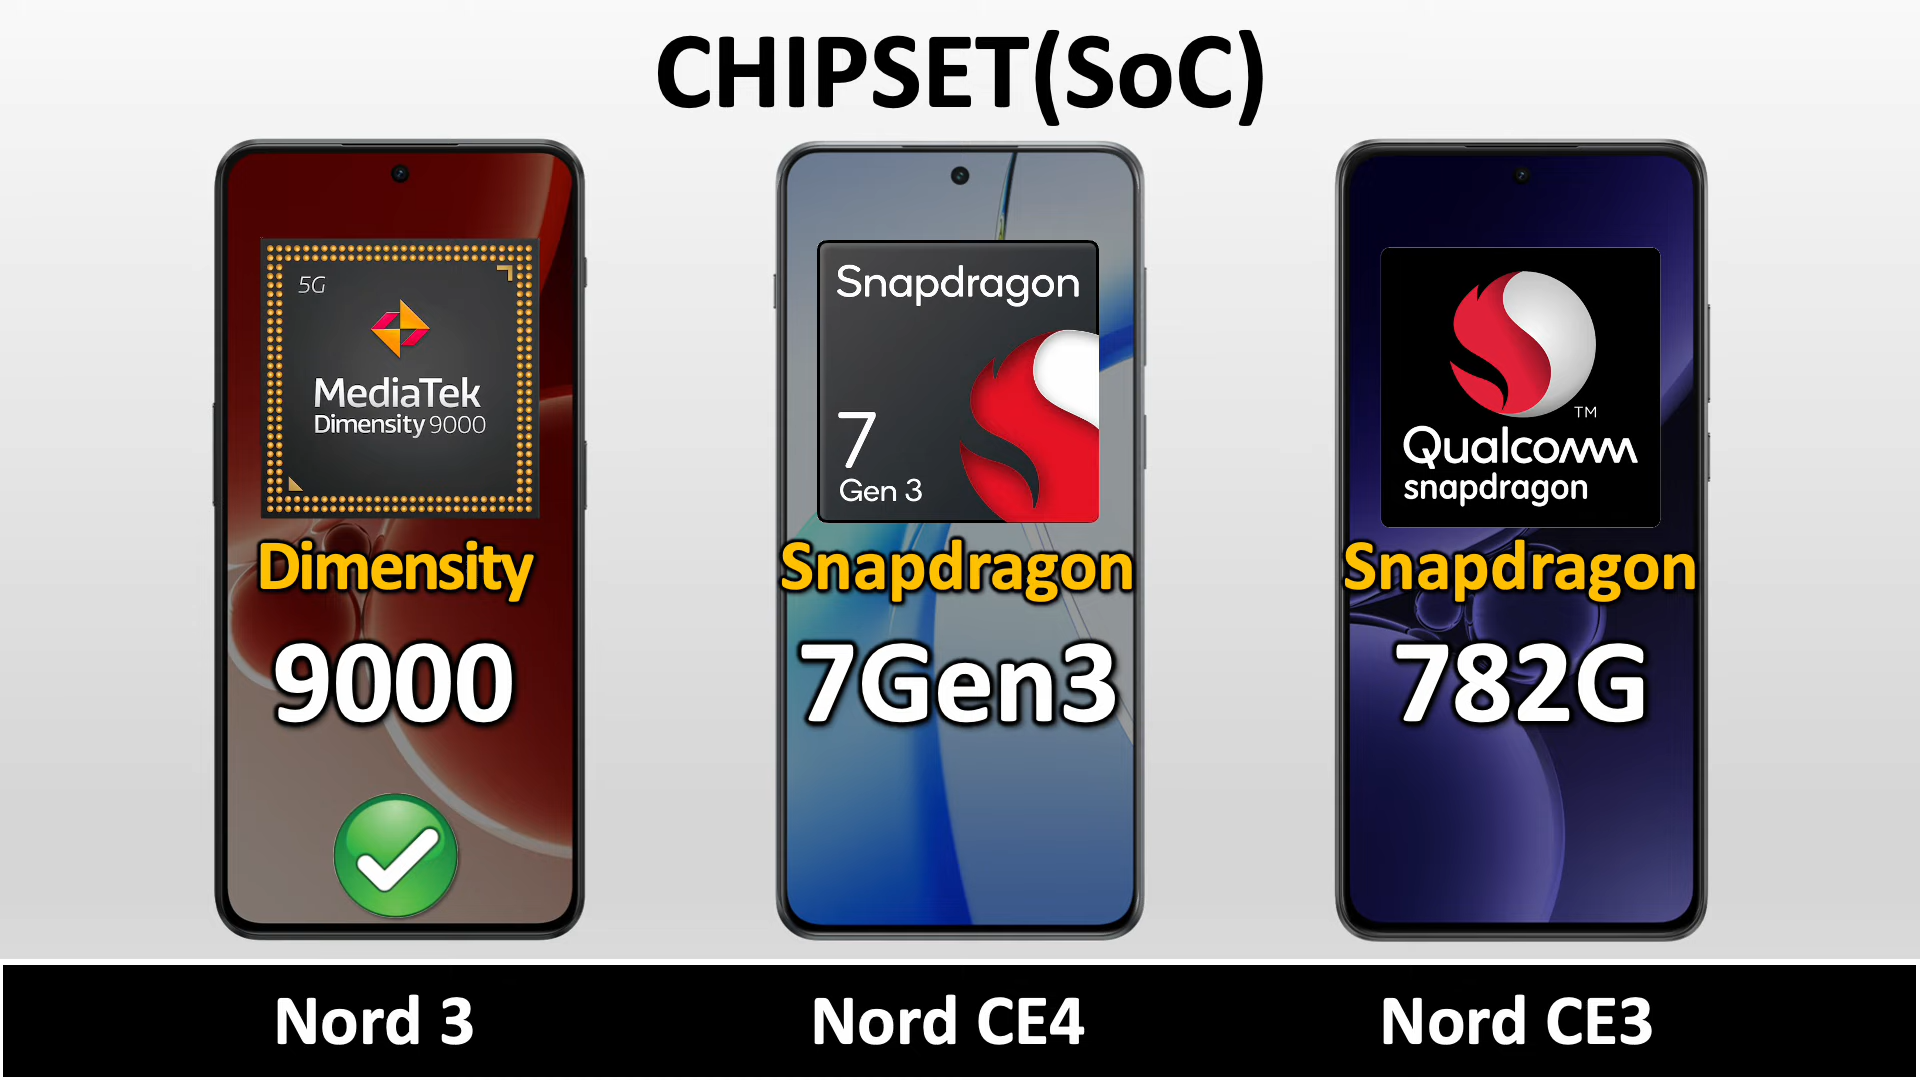 CHIPSET(SoC)
5G
MediaTek
Dimensity 9000
Dimensity
9000
Snapdragon
7
Gen 3
Snapdragon
7Gen3
TM
Qualcomm
snapdragon
Snapdragon
782G
Nord 3
Nord CE4
Nord CE3